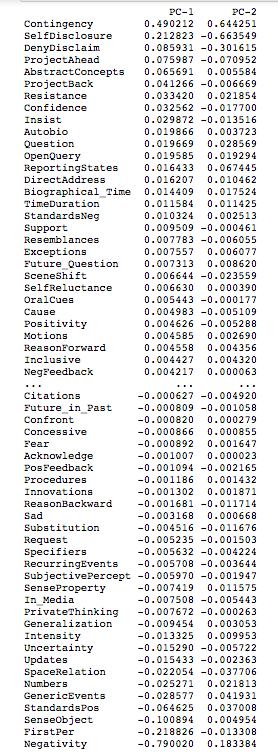 PC-1 PC-2
Contingency 0.490212 0.644251
SelfDisclosure 0.212823 -0.663549
DenyDisclaim 0.085931 -0.301615
ProjectAhead 0.075987 -0.070952
AbstractConcepts 0.065691 0.005584
ProjectBack 0.041266 -0.006669
Resistance 0.033420 0.021854
Confidence 0.032562 -0.017700
Insist 0.029872 -0.013516
Autobio 0.019866 0.003723
Question 0.019669 0.028569
OpenQuery 0.019585 0.019294
ReportingStates 0.016433 0.067445
DirectAddress 0.016207 0.010462
Biographical_Time 0.014409 0.017524
TimeDuration 0.011584 0.011425
StandardsNeg 0.010324 0.002513
Support 0.009509 -0.000461
Resemblances 0.007783 -0.006055
Exceptions 0.007557 0.006077
Future_Question 0.007313 0.008620
SceneShift 0.006644 -0.023559
SelfReluctance 0.006630 0.000390
OralCues 0.005443 -0.000177
Cause 0.004983 -0.005109
Positivity 0.004626 -0.005288
Motions 0.004585 0.002690
ReasonForward 0.004558 0.004356
Inclusive 0.004427 0.004320
NegFeedback 0.004217 0.000063
... ... ...
Citations -0.000627 -0.004920
Future_in_Past -0.000809 -0.001058
Confront -0.000820 0.000279
Concessive -0.000866 0.000855
Fear -0.000892 0.001647
Acknowledge -0.001007 0.000023
PosFeedback -0.001094 -0.002165
Procedures -0.001186 0.001432
Innovations -0.001302 0.001871
ReasonBackward -0.001681 -0.011714
Sad -0.003168 0.000668
Substitution -0.004516 -0.011676
Request -0.005235 -0.001503
Specifiers -0.005632 -0.004224
RecurringEvents -0.005708 -0.003644
SubjectivePercept -0.005970 -0.001947
SenseProperty -0.007419 0.011575
In_Media -0.007508 -0.005443
PrivateThinking -0.007672 -0.000263
Generalization -0.009454 0.003053
Intensity -0.013325 0.009953
Uncertainty -0.015290 -0.005722
Updates -0.015433 -0.002363
SpaceRelation -0.022054 -0.037706
Numbers -0.025271 0.021813
GenericEvents -0.028577 0.041931
StandardsPos -0.064625 0.037008
SenseObject -0.100894 0.004954
FirstPer -0.218826 -0.013308
Negativity -0.790020 0.183384